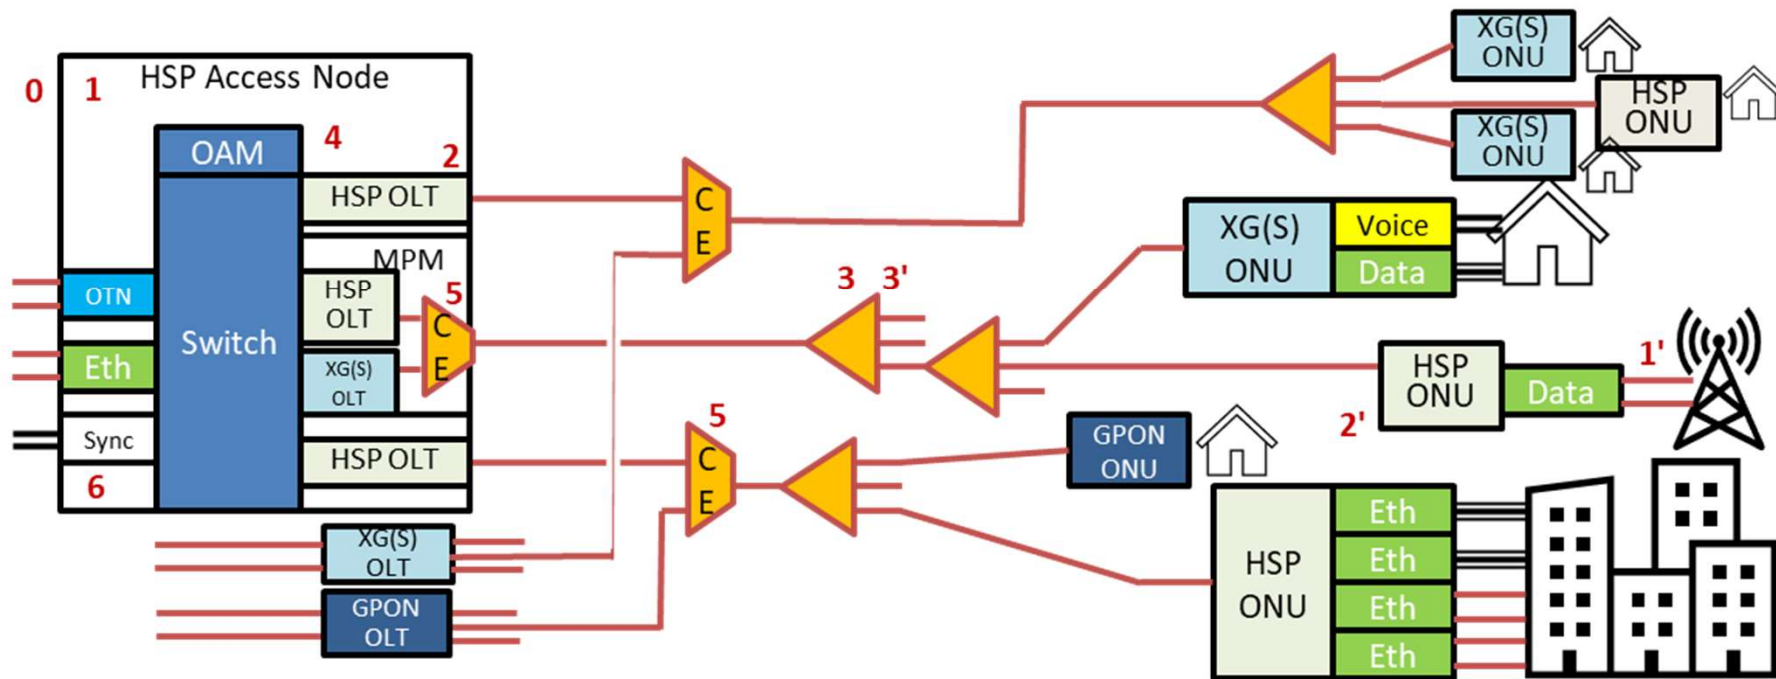 0
1
HSP Access Node
OAM
4
2
Switch
HSP OLT
MPM
HSP
OLT
XG(S)
OLT
C
E
5
HSP OLT
OTN
Eth
Sync
6
XG(S)
OLT
GPON
OLT
C
E
3
3'
5
C
E
XG(S)
ONU
HSP
ONU
XG(S)
ONU
XG(S)
ONU
Voice
Data
HSP
ONU
Data
1'
2'
GPON
ONU
HSP
ONU
Eth
Eth
Eth
Eth